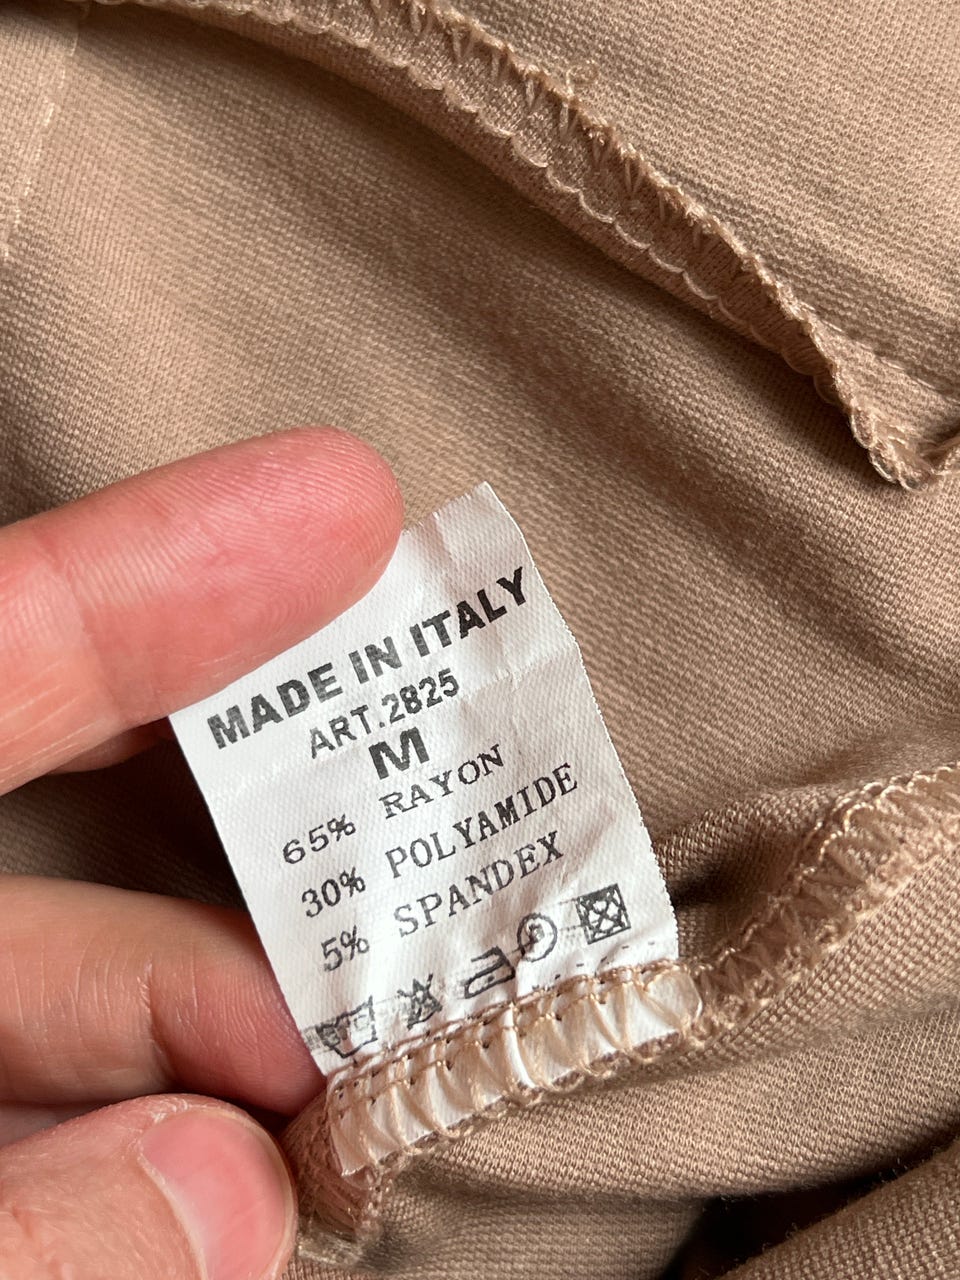 MADE IN ITALY
ART.2825
M
65% RAYON
30% POLYAMIDE
5% SPANDEX